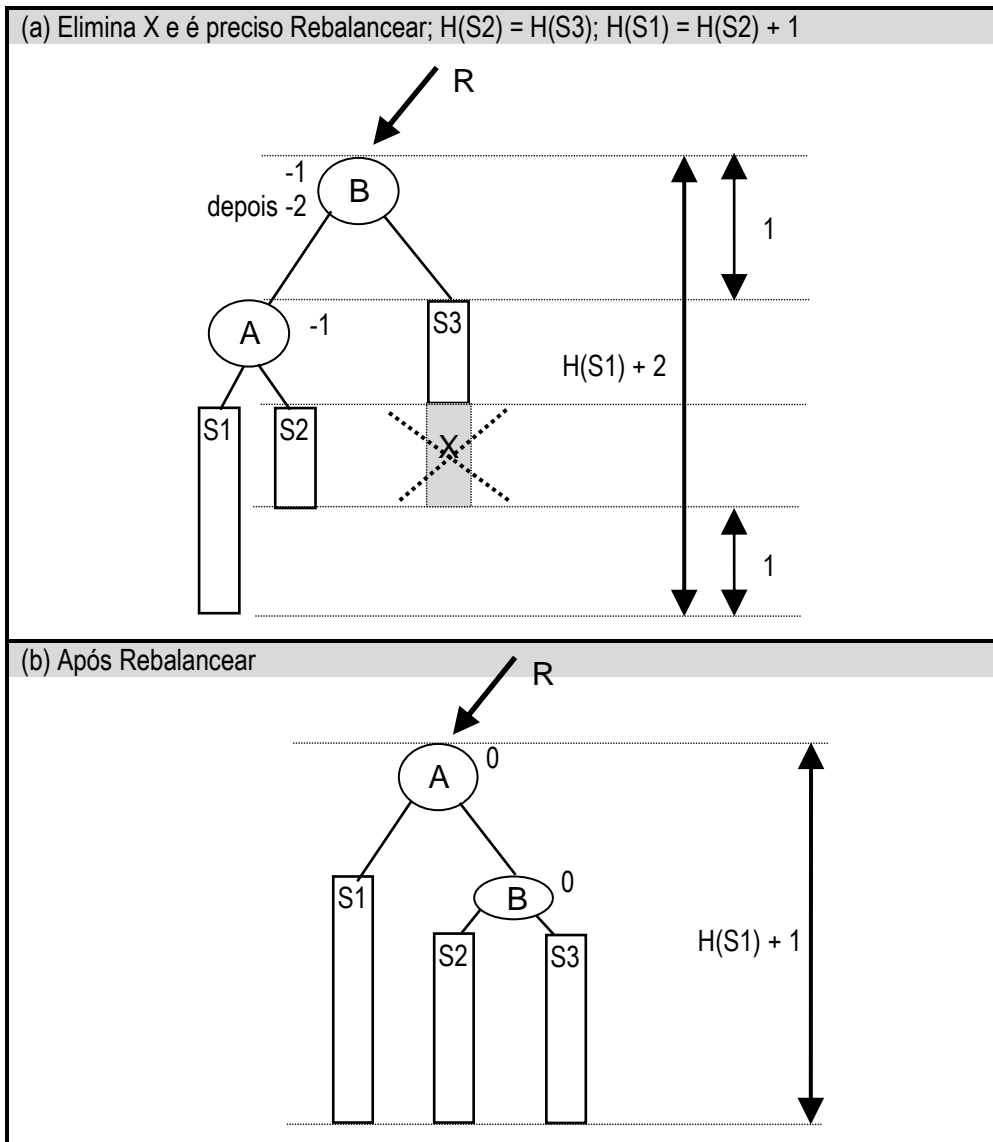 (a) Elimina X e é preciso Rebalancear; H(S2) = H(S3); H(S1) = H(S2) + 1
R
-1
B
depois -2
1
A
-1
S3
H(S1) + 2
S1
S2
X
1
(b) Após Rebalancear
R
A
0
S1
B
0
S2
S3
H(S1) + 1